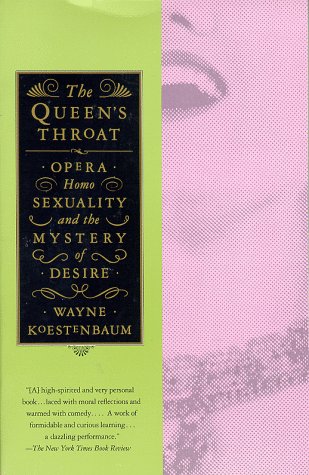 The
QUEEN'S
THROAT
OPERA
Homo
SEXUALITY
and the
MYSTERY
of
DESIRE
WAYNE
KOESTENBAUM
"[A] high-spirited and very personal
book...laced with moral reflections and
warmed with comedy.... A work of
formidable and curious learning...
a dazzling performance."
—The New York Times Book Review